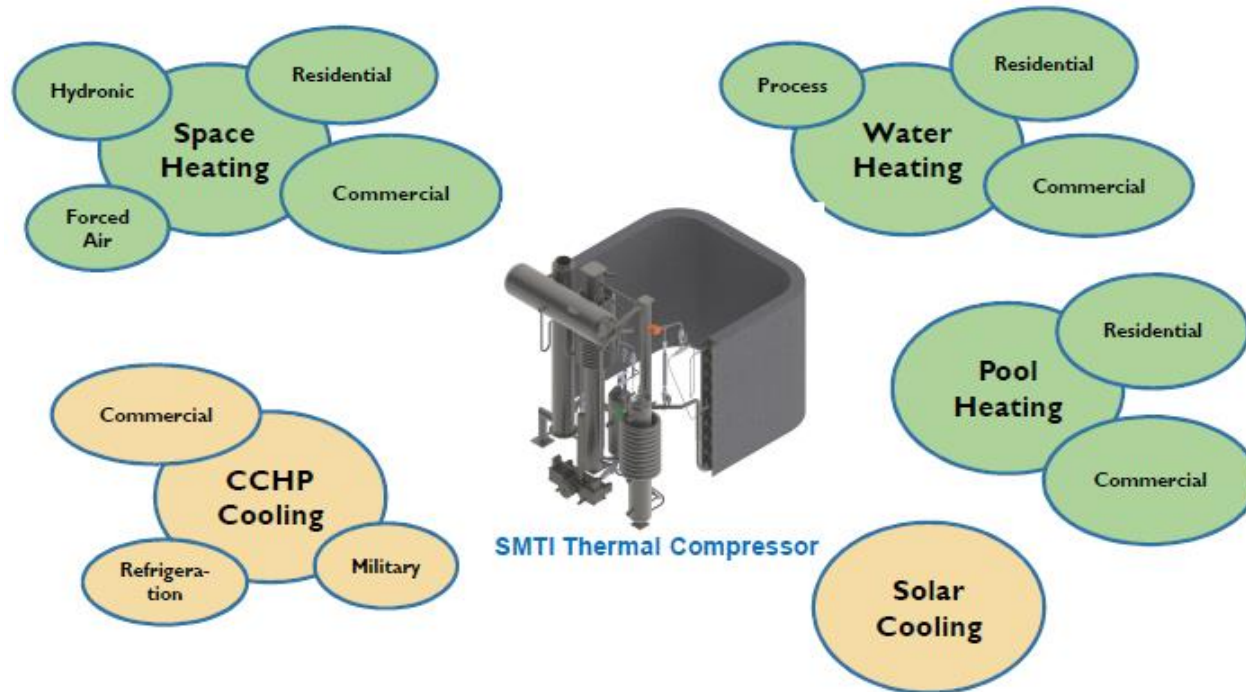 Hydronic
Residential
Space
Heating
Commercial
Forced
Air
Process
Residential
Water
Heating
Commercial
Residential
Pool
Heating
Commercial
Commercial
CCHP
Cooling
Refrigera-
tion
Military
SMTI Thermal Compressor
Solar
Cooling